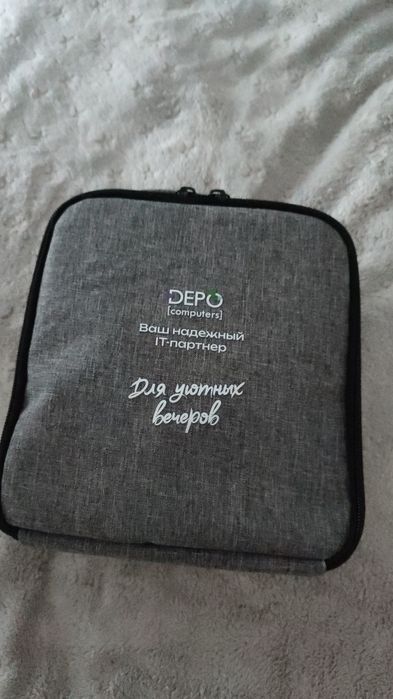 DEPO
[computers]
Ваш надежный
IT-партнер
Для уютных
вечеров